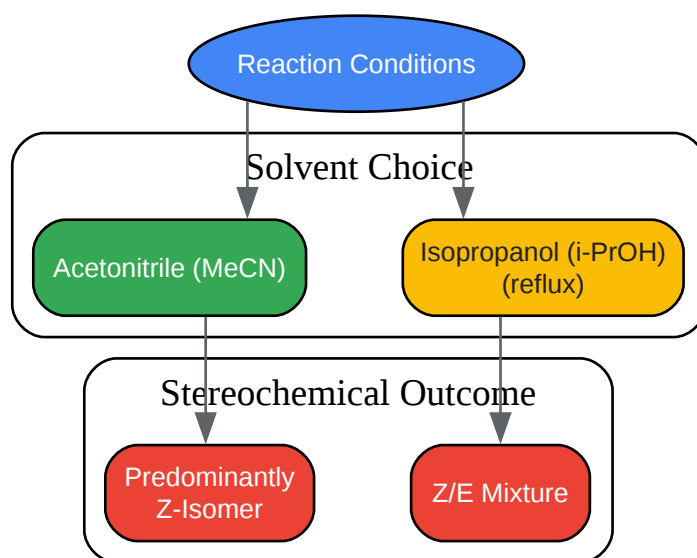 Reaction Conditions
Solvent Choice
Acetonitrile (MeCN)
Isopropanol (i-PrOH)
(reflux)
Stereochemical Outcome
Predominantly
Z-Isomer
Z/E Mixture